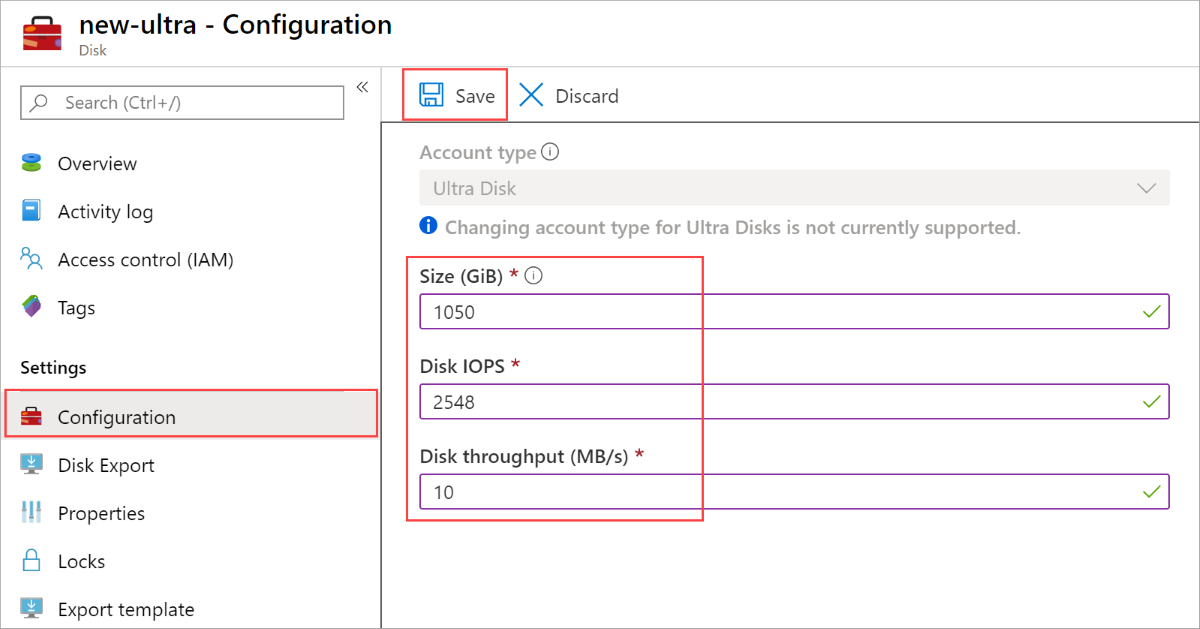 new-ultra - Configuration
Disk
Search (Ctrl+/)
Overview
Activity log
Access control (IAM)
Tags
Settings
Configuration
Disk Export
Properties
Locks
Export template
Save
Discard
Account type
Ultra Disk
Changing account type for Ultra Disks is not currently supported.
Size (GiB) *
1050
Disk IOPS *
2548
Disk throughput (MB/s) *
10